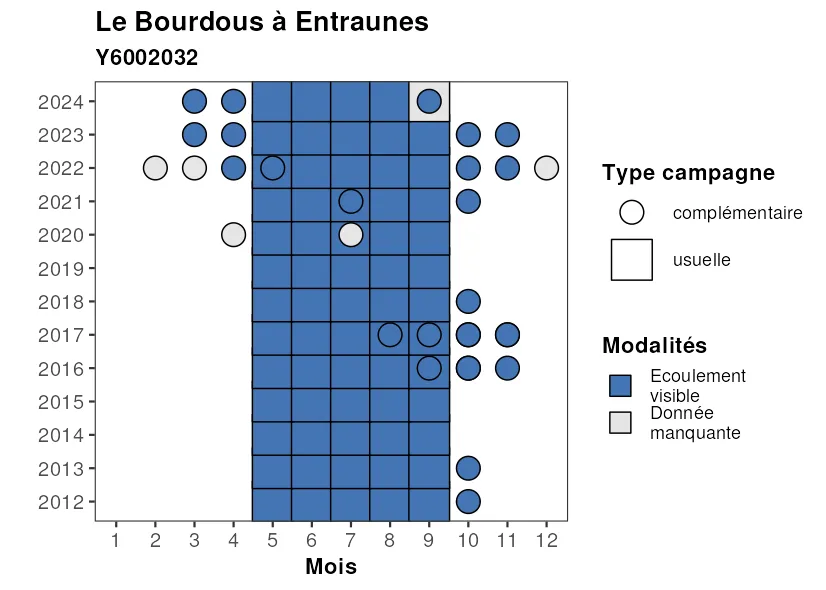 Le Bourdous à Entraunes
Y6002032
2024
2023
2022
2021
2020
2019
2018
2017
2016
2015
2014
2013
2012
1 2 3 4 5 6 7 8 9 10 11 12
Mois
Type campagne
complémentaire
usuelle
Modalités
Ecoulement
visible
Donnée
manquante